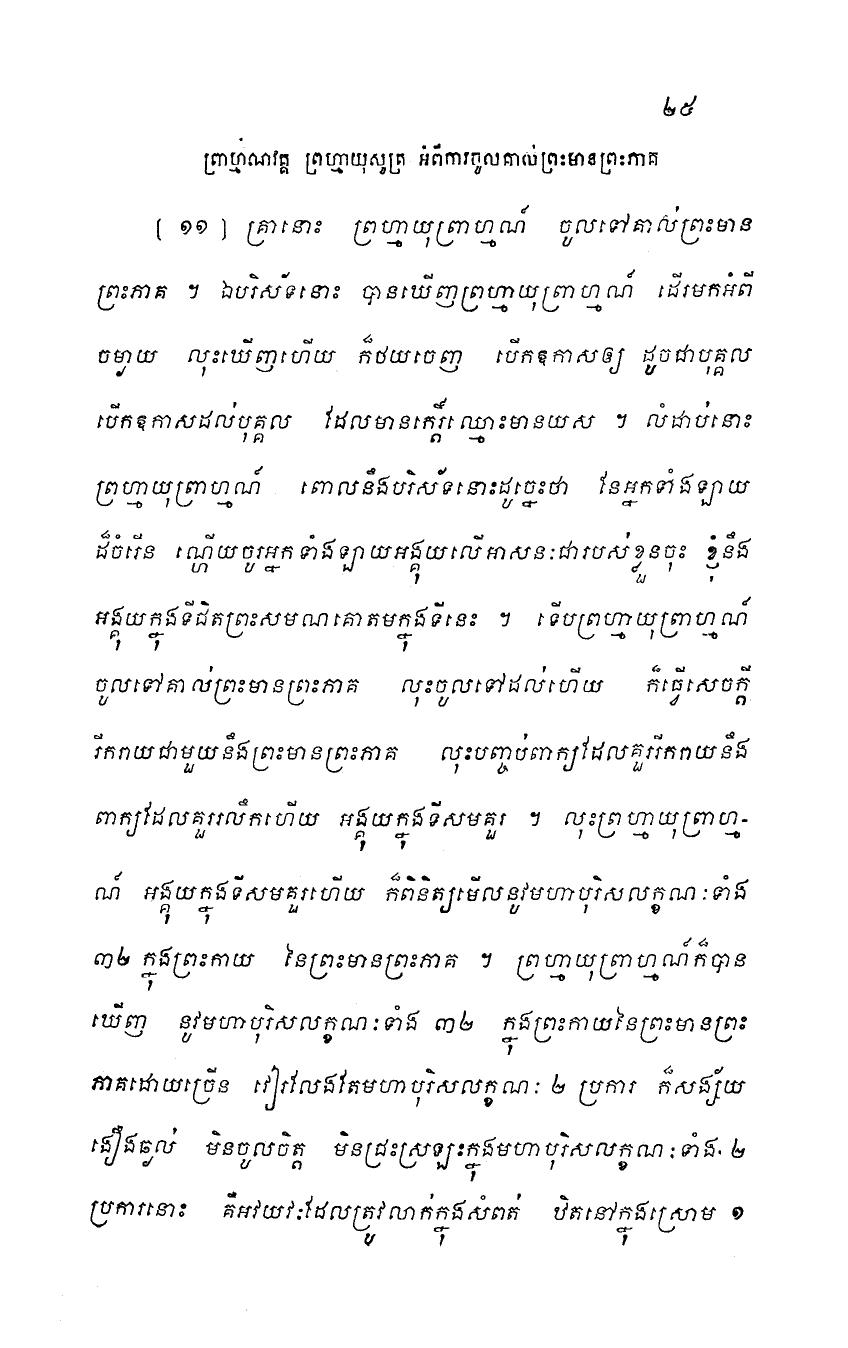 ២៥
ព្រាហ្មណវគ្គ ព្រហ្មាយុសូត្រ អំពីការចូលគាល់ព្រះមានព្រះភាគ
[ ១១ ] គ្រានោះ ព្រហ្មាយុព្រាហ្មណ៍ ចូលទៅគាល់ព្រះមាន
ព្រះភាគ ។ ឯបរិស័ទនោះ បានឃើញព្រហ្មាយុព្រាហ្មណ៍ ដើរមកអំពី
ចម្ងាយ លុះឃើញហើយ ក៏ថយចេញ បើកឱកាសឲ្យ ដូចជាបុគ្គល
បើកឱកាសដល់បុគ្គល ដែលមានកេរ្តិ៍ឈ្មោះមានយស ។ លំដាប់នោះ
ព្រហ្មាយុព្រាហ្មណ៍ ពោលនឹងបរិស័ទនោះដូច្នេះថា នែអ្នកទាំងឡាយ
ដ៏ចំរើន ណ្ហើយចូរអ្នកទាំងឡាយអង្គុយលើអាសនៈជារបស់ខ្លួនចុះ ខ្ញុំនឹង
អង្គុយក្នុងទីជិតព្រះសមណគោតមក្នុងទីនេះ ។ ទើបព្រហ្មាយុព្រាហ្មណ៍
ចូលទៅគាល់ព្រះមានព្រះភាគ លុះចូលទៅដល់ហើយ ក៏ធ្វើសេចក្តី
រីករាយជាមួយនឹងព្រះមានព្រះភាគ លុះបញ្ចប់ពាក្យដែលគួររីករាយនឹង
ពាក្យដែលគួររលឹកហើយ អង្គុយក្នុងទីសមគួរ ។ លុះព្រហ្មាយុព្រាហ្ម-
ណ៍ អង្គុយក្នុងទីសមគួរហើយ ក៏ពិនិត្យមើលនូវមហាបុរិសលក្ខណៈទាំង
៣២ ក្នុងព្រះកាយ នៃព្រះមានព្រះភាគ ។ ព្រហ្មាយុព្រាហ្មណ៍ក៏បាន
ឃើញ នូវមហាបុរិសលក្ខណៈទាំង ៣២ ក្នុងព្រះកាយនៃព្រះមានព្រះ
ភាគដោយច្រើន វៀរលែងតែមហាបុរិសលក្ខណៈ ២ ប្រការ ក៏សង្ស័យ
ងឿងធ្ងល់ មិនចូលចិត្ត មិនជ្រះស្រឡះក្នុងមហាបុរិសលក្ខណៈទាំង ២
ប្រការនោះ គឺអវយវៈដែលត្រូវលាក់ក្នុងសំពត់ ឋិតនៅក្នុងស្រោម ១